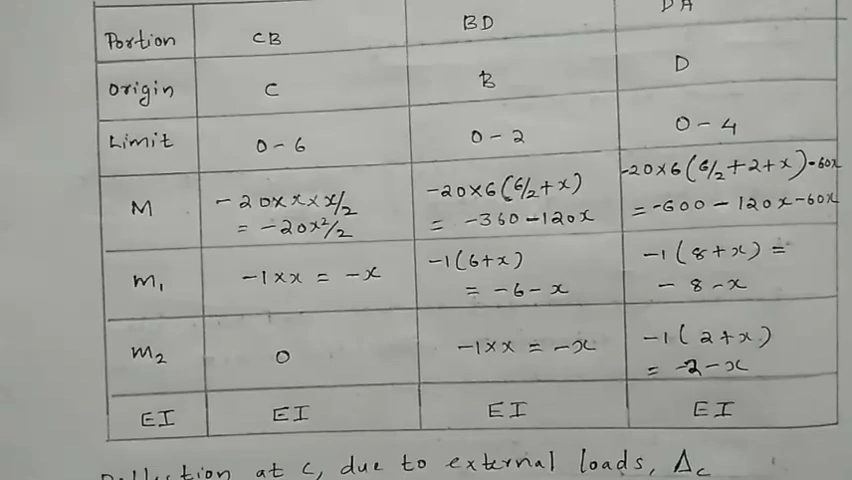 Portion CB BD DA
Origin C B D
Limit 0-6 0-2 0-4
M -20×x×x/2 -20×6(6/2+x) -20×6(6/2+2+x)-60x
= -20x²/2 = -360-120x = -600-120x-60x
m₁ -1×x = -x -1(6+x) -1(8+x) =
= -6-x -8-x
m₂ 0 -1×x = -x -1(2+x)
= -2-x
EI EI EI EI
Deflection at C, due to external loads, Δc